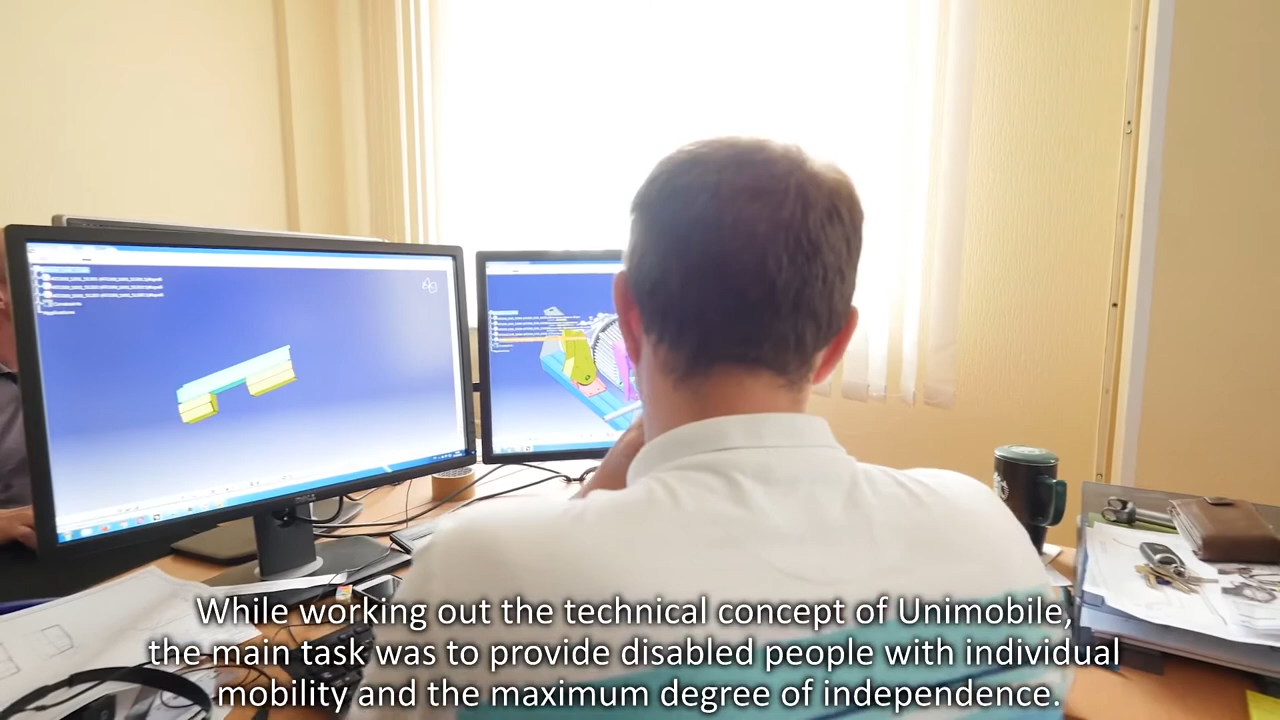 While working out the technical concept of Unimobile,
the main task was to provide disabled people with individual
mobility and the maximum degree of independence.